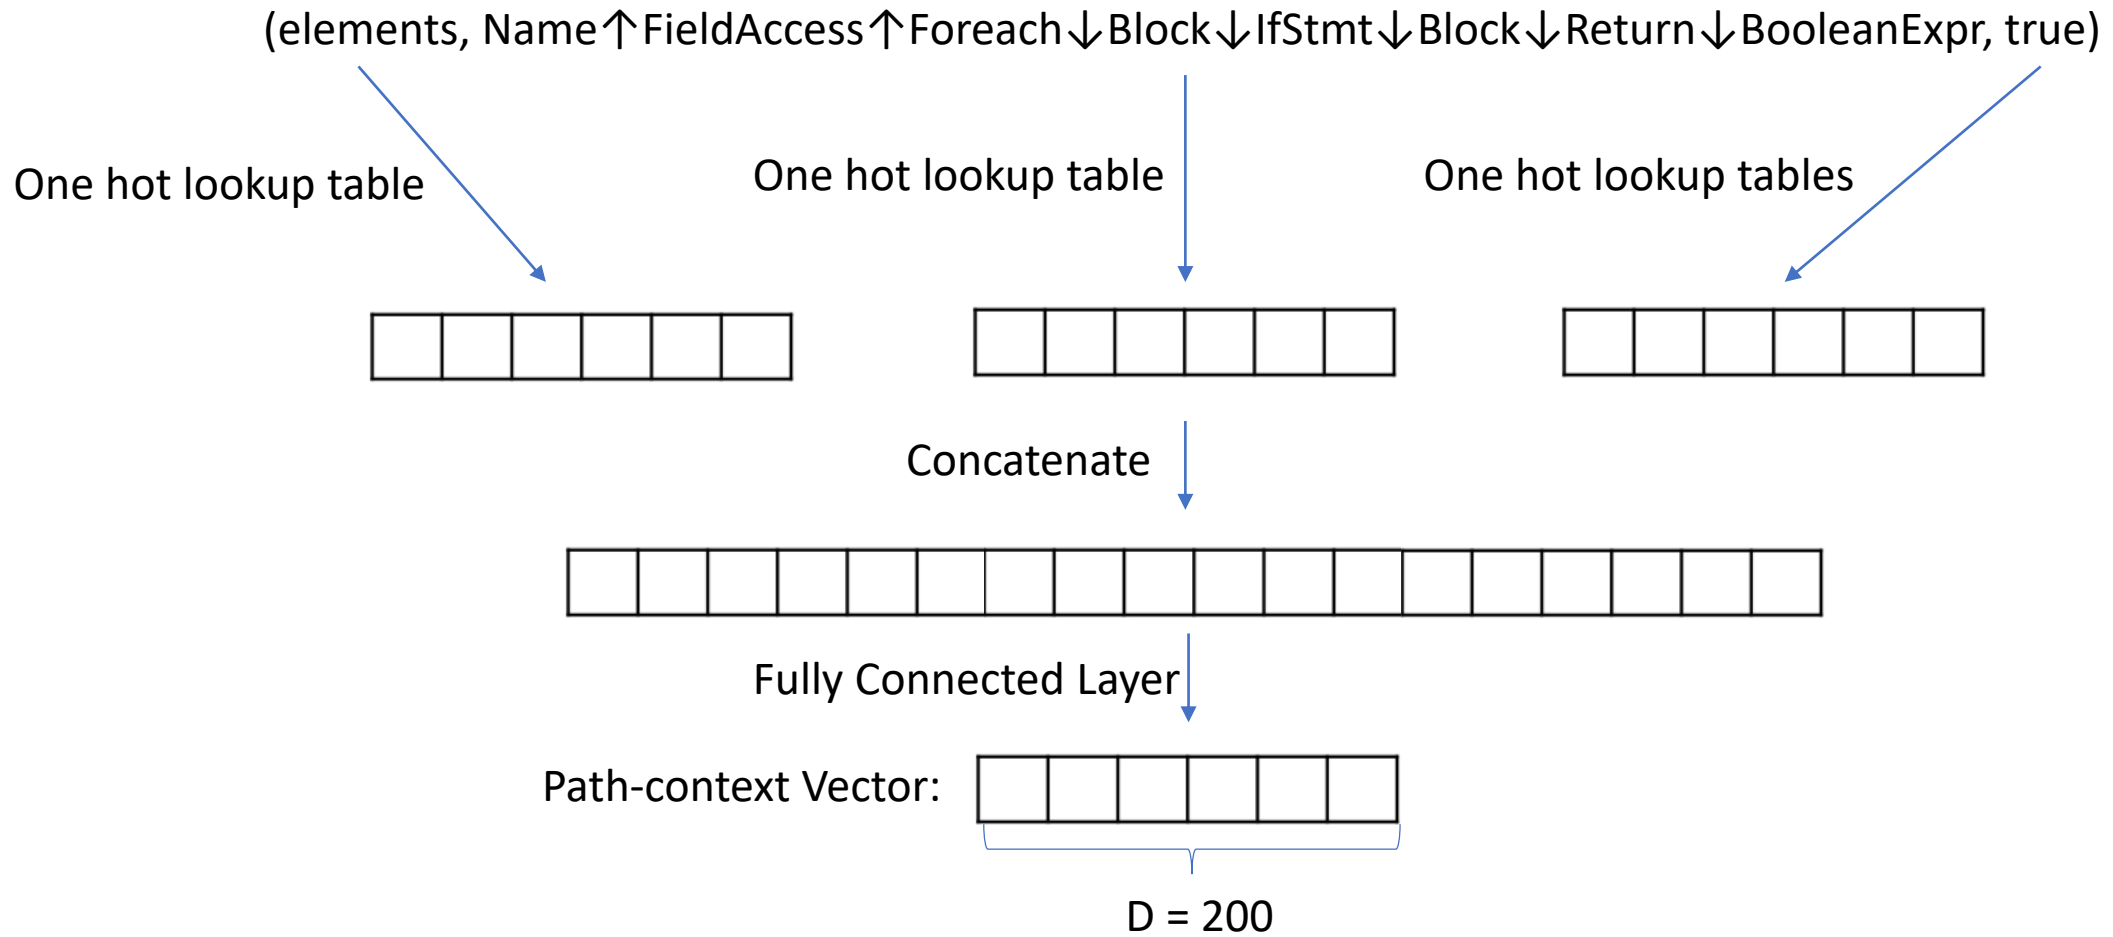 (elements, Name↑FieldAccess↑Foreach↓Block↓IfStmt↓Block↓Return↓BooleanExpr, true)
One hot lookup table
One hot lookup table
One hot lookup tables
Concatenate
Fully Connected Layer
Path-context Vector:
D = 200